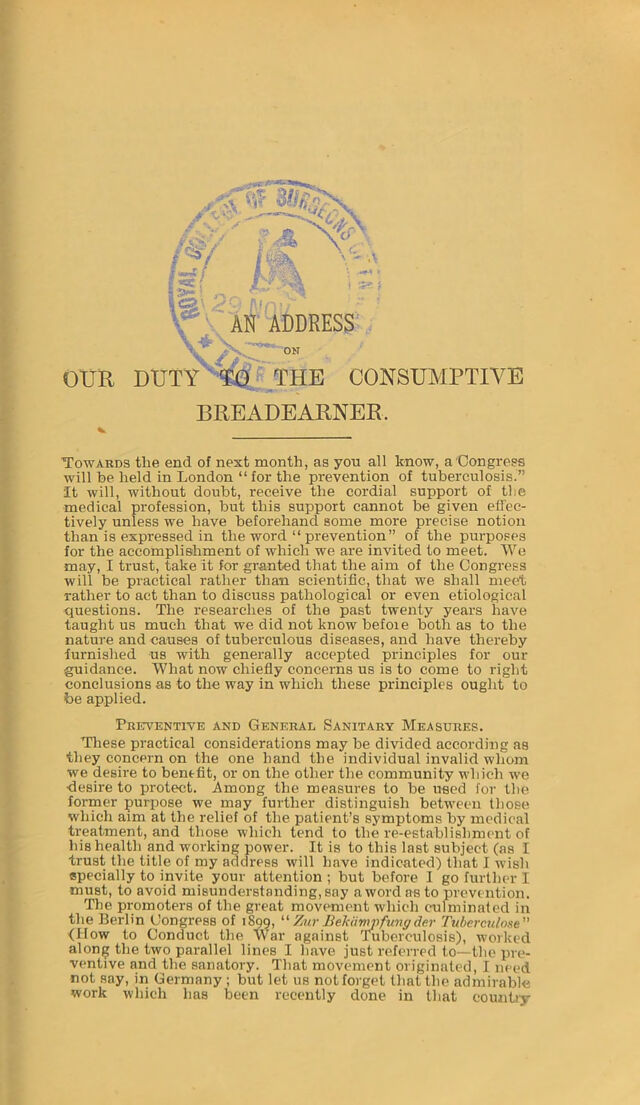 ROYAL COLLEGE OF SURGEONS OF
29 NOV
AN ADDRESS
ON
OUR DUTY TO THE CONSUMPTIVE
BREADEARNER.
TOWARDS the end of next month, as you all know, a Congress
will be held in London “for the prevention of tuberculosis.”
It will, without doubt, receive the cordial support of the
medical profession, but this support cannot be given effec-
tively unless we have beforehand some more precise notion
than is expressed in the word “prevention” of the purposes
for the accomplishment of which we are invited to meet. We
may, I trust, take it for granted that the aim of the Congress
will be practical rather than scientific, that we shall meet
rather to act than to discuss pathological or even etiological
questions. The researches of the past twenty years have
taught us much that we did not know before both as to the
nature and causes of tuberculous diseases, and have thereby
furnished us with generally accepted principles for our
guidance. What now chiefly concerns us is to come to right
conclusions as to the way in which these principles ought to
be applied.
PREVENTIVE AND GENERAL SANITARY MEASURES.
These practical considerations may be divided according as
they concern on the one hand the individual invalid whom
we desire to benefit, or on the other the community which we
desire to protect. Among the measures to be used for the
former purpose we may further distinguish between those
which aim at the relief of the patient’s symptoms by medical
treatment, and those which tend to the re-establishment of
his health and working power. It is to this last subject (as I
trust the title of my address will have indicated) that I wish
specially to invite your attention; but before I go further I
must, to avoid misunderstanding, say a word as to prevention.
The promoters of the great movement which culminated in
the Berlin Congress of 1899, “Zur Bekämpfung der Tuberculose”
(How to Conduct the War against Tuberculosis), worked
along the two parallel lines I have just referred to—the pre-
ventive and the sanatory. That movement originated, I need
not say, in Germany; but let us not forget that the admirable
work which has been recently done in that country